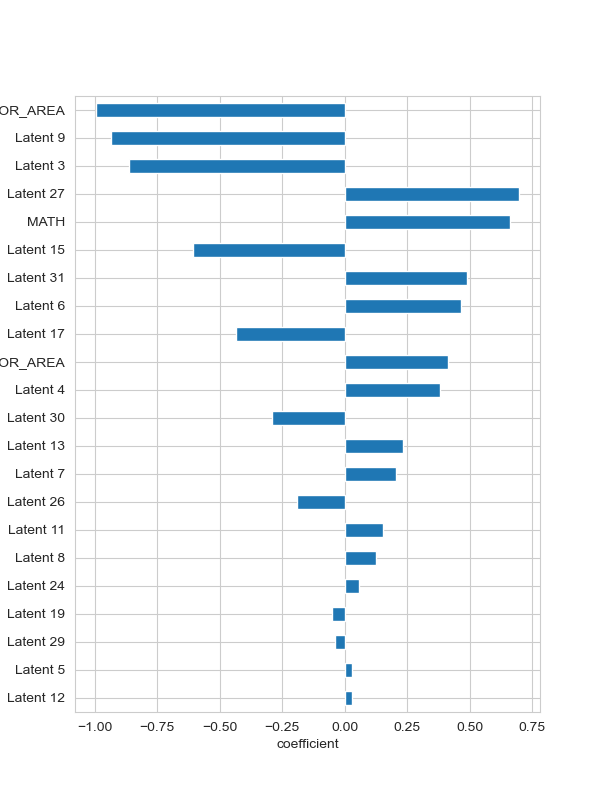 OR_AREA
Latent 9
Latent 3
Latent 27
MATH
Latent 15
Latent 31
Latent 6
Latent 17
OR_AREA
Latent 4
Latent 30
Latent 13
Latent 7
Latent 26
Latent 11
Latent 8
Latent 24
Latent 19
Latent 29
Latent 5
Latent 12
−1.00 −0.75 −0.50 −0.25 0.00 0.25 0.50 0.75
coefficient